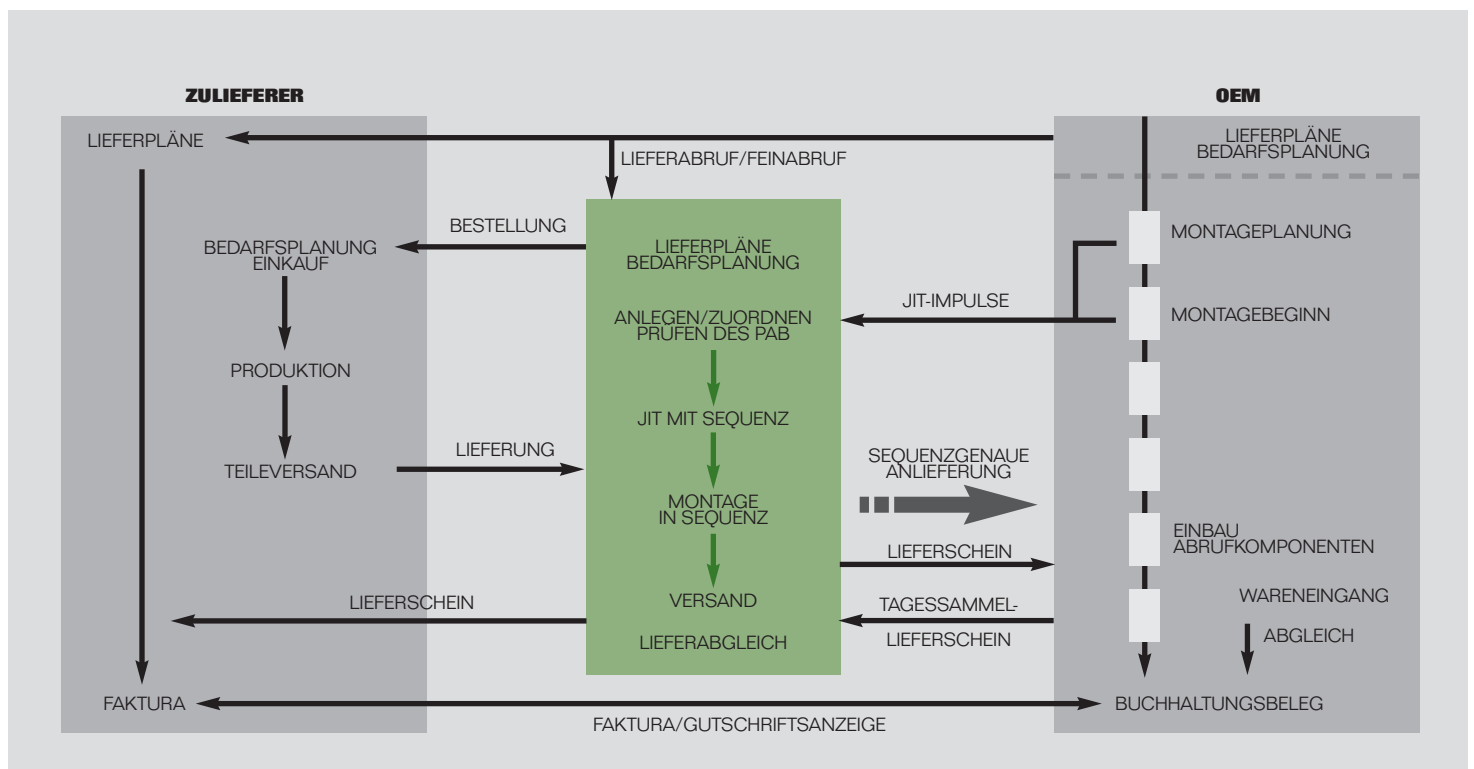 ZULIEFERER
OEM
LIEFERPLÄNE
LIEFERABRUF/FEINABRUF
LIEFERPLÄNE
BEDARFSPLANUNG
BESTELLUNG
BEDARFSPLANUNG
EINKAUF
LIEFERPLÄNE
BEDARFSPLANUNG
MONTAGEPLANUNG
JIT-IMPULSE
ANLEGEN/ZUORDNEN
PRÜFEN DES PAB
MONTAGEBEGINN
PRODUKTION
JIT MIT SEQUENZ
TEILEVERSAND
LIEFERUNG
SEQUENZGENAUE
ANLIEFERUNG
MONTAGE
IN SEQUENZ
EINBAU
ABRUFKOMPONENTEN
LIEFERSCHEIN
LIEFERSCHEIN
VERSAND
TAGESSAMMEL-
LIEFERSCHEIN
WARENEINGANG
LIEFERABGLEICH
ABGLEICH
FAKTURA
FAKTURA/GUTSCHRIFTSANZEIGE
BUCHHALTUNGSBELEG